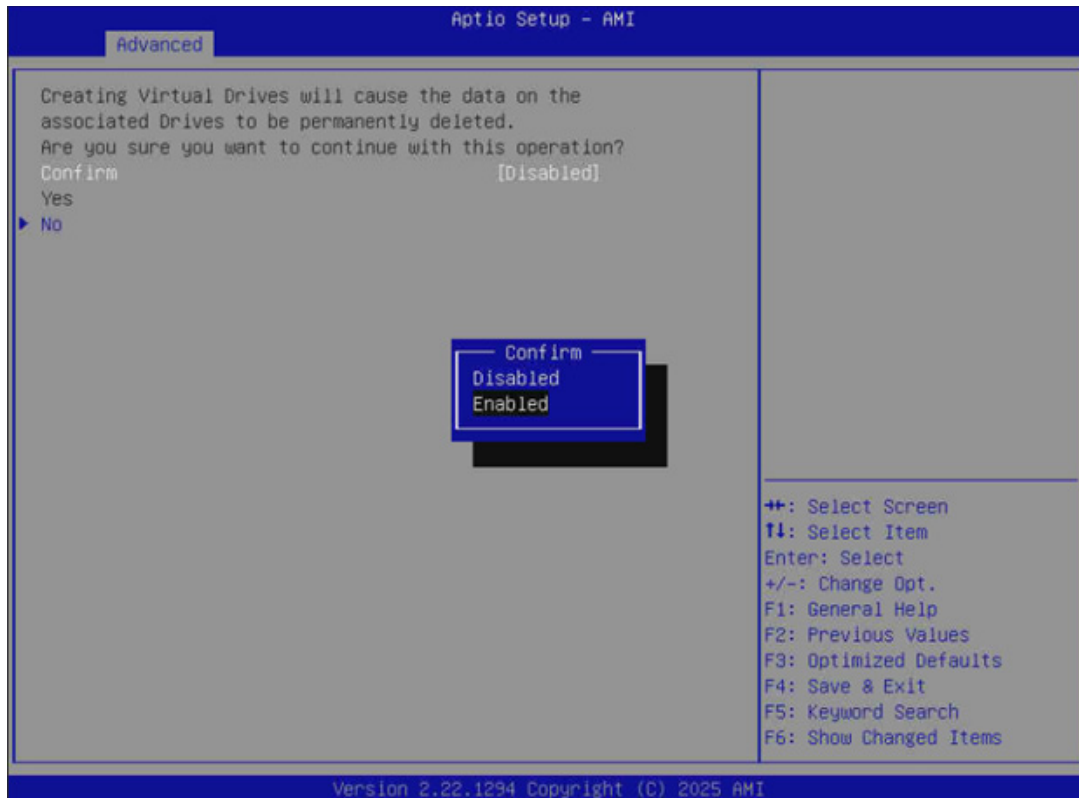 Aptio Setup - AMI
Advanced
Creating Virtual Drives will cause the data on the
associated Drives to be permanently deleted.
Are you sure you want to continue with this operation?
Confirm [Disabled]
Yes
No
Confirm
Disabled
Enabled
→←: Select Screen
↑↓: Select Item
Enter: Select
+/-: Change Opt.
F1: General Help
F2: Previous Values
F3: Optimized Defaults
F4: Save & Exit
F5: Keyword Search
F6: Show Changed Items
Version 2.22.1294 Copyright (C) 2025 AMI